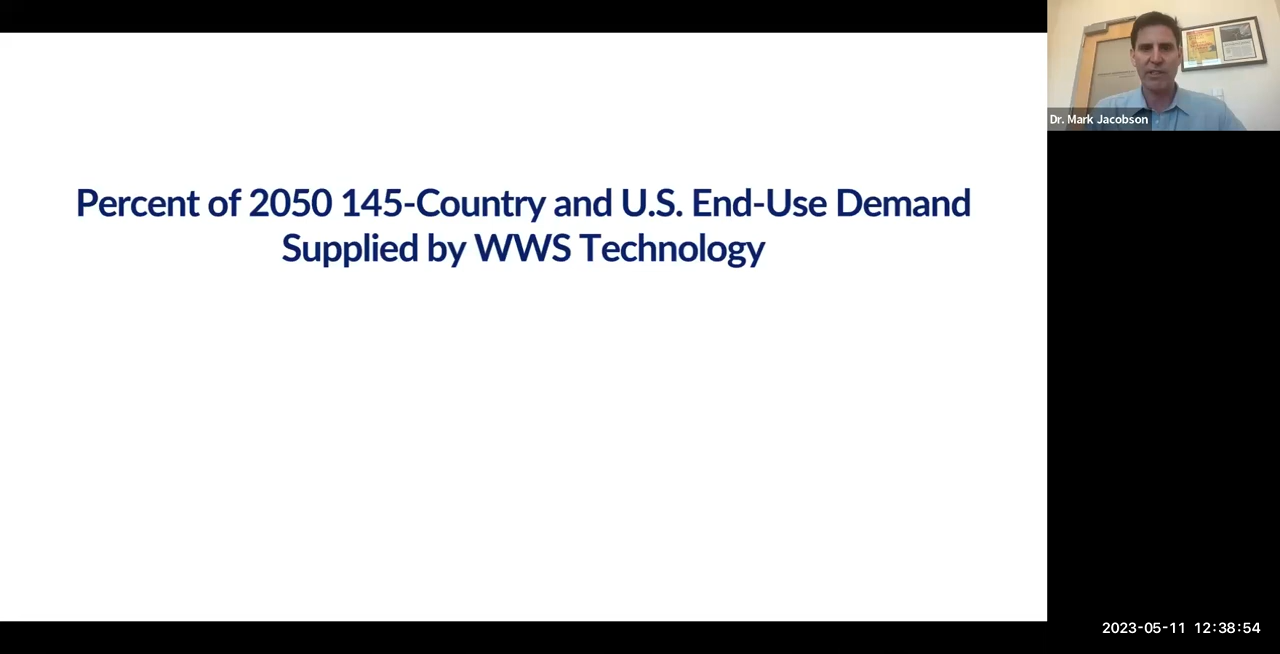 Percent of 2050 145-Country and U.S. End-Use Demand
Supplied by WWS Technology
Dr. Mark Jacobson
2023-05-11 12:38:54